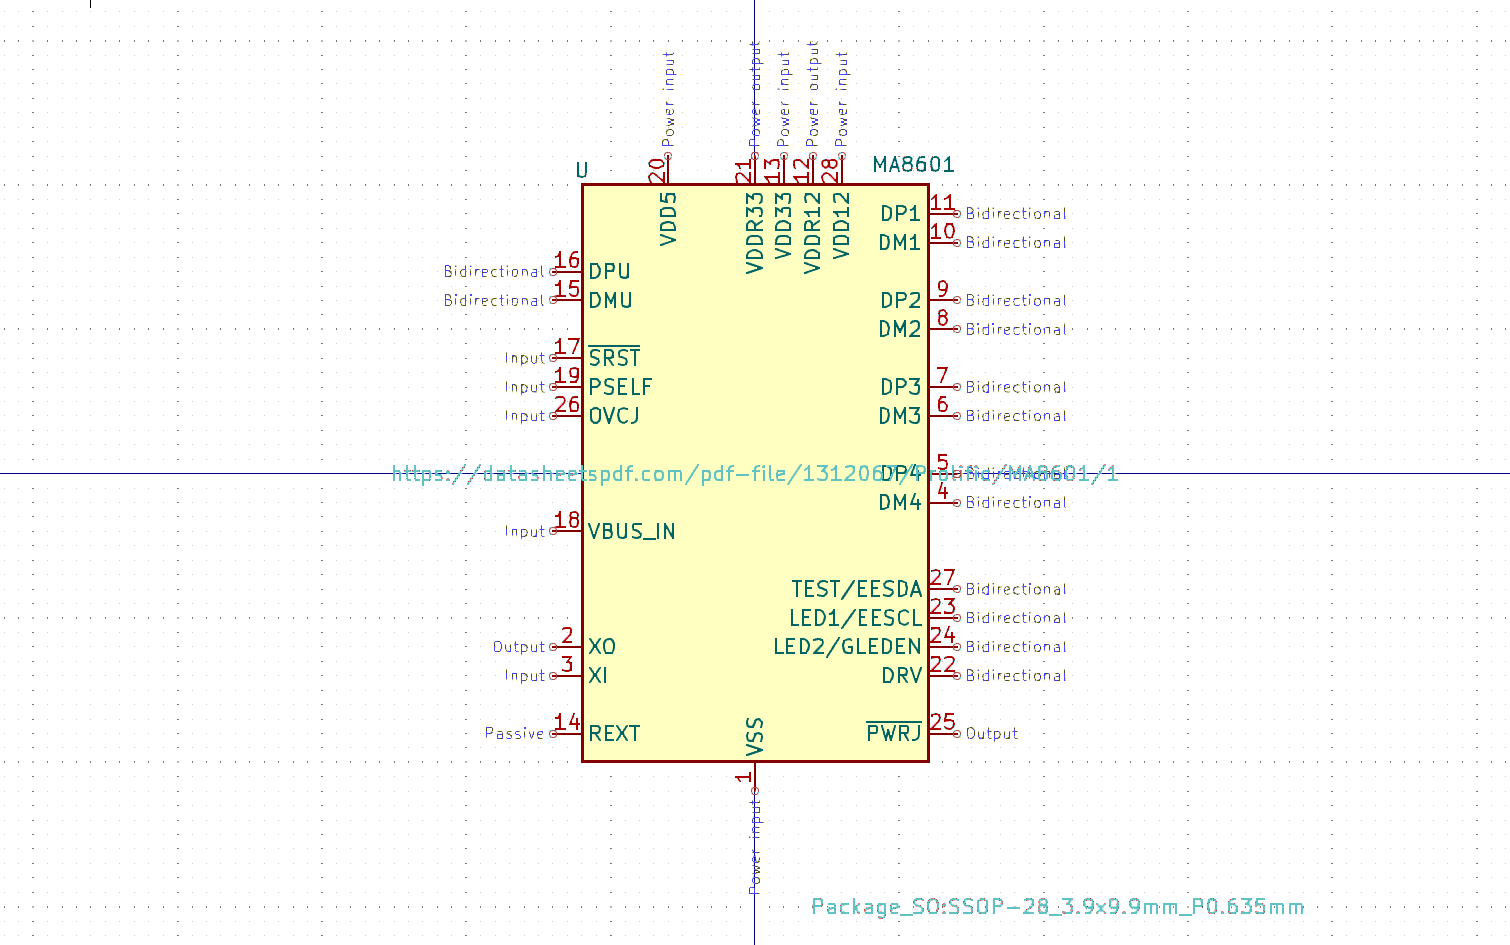 Power input
Power output
Power input
Power output
Power input
20
21
13
12
28
U
MA8601
VDD5
VDDR33
VDD33
VDDR12
VDD12
DP1 11 Bidirectional
DM1 10 Bidirectional
Bidirectional 16 DPU
Bidirectional 15 DMU
DP2 9 Bidirectional
DM2 8 Bidirectional
Input 17 SRST
Input 19 PSELF
DP3 7 Bidirectional
Input 26 OVCJ
DM3 6 Bidirectional
https://datasheetspdf.com/pdf-file/1312067/Prolific/MA8601/1
DP4 5 Bidirectional
DM4 4 Bidirectional
Input 18 VBUS_IN
TEST/EESDA 27 Bidirectional
LED1/EESCL 23 Bidirectional
Output 2 XO
LED2/GLEDEN 24 Bidirectional
Input 3 XI
DRV 22 Bidirectional
Passive 14 REXT
PWRJ 25 Output
VSS
1
Power input
Package_SO:SSOP-28_3.9x9.9mm_P0.635mm